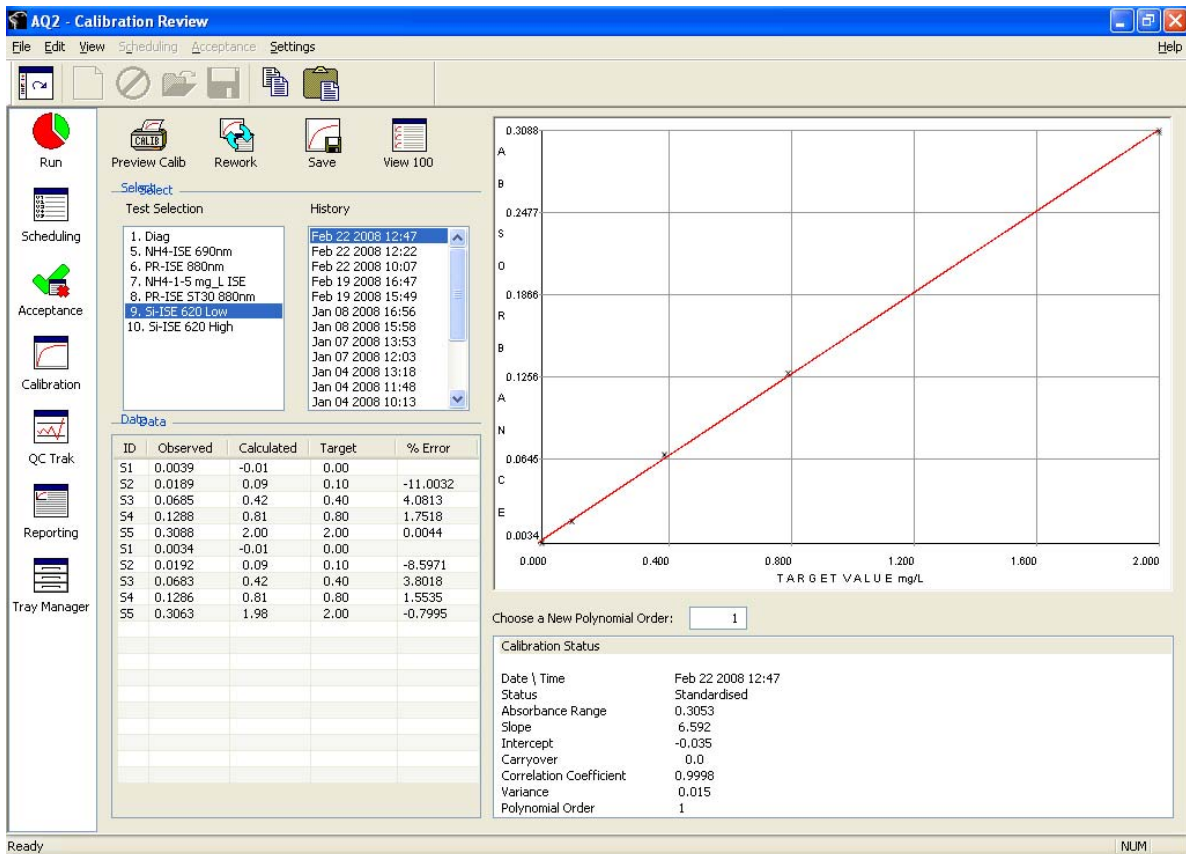 AQ2 - Calibration Review
File Edit View Scheduling Acceptance Settings Help
CALIB
Run
Scheduling
Acceptance
Calibration
QC Trak
Reporting
Tray Manager
Preview Calib Rework Save View 100
Select
Select
Test Selection History
1. Diag
5. NH4-ISE 690nm
6. PR-ISE 880nm
7. NH4-1-5 mg_L ISE
8. PR-ISE ST30 880nm
9. Si-ISE 620 Low
10. Si-ISE 620 High
Feb 22 2008 12:47
Feb 22 2008 12:22
Feb 22 2008 10:07
Feb 19 2008 16:47
Feb 19 2008 15:49
Jan 08 2008 16:56
Jan 08 2008 15:58
Jan 07 2008 13:53
Jan 07 2008 12:03
Jan 04 2008 13:18
Jan 04 2008 11:48
Jan 04 2008 10:13
Data
Data
ID Observed Calculated Target % Error
S1 0.0039 -0.01 0.00
S2 0.0189 0.09 0.10 -11.0032
S3 0.0685 0.42 0.40 4.0813
S4 0.1288 0.81 0.80 1.7518
S5 0.3088 2.00 2.00 0.0044
S1 0.0034 -0.01 0.00
S2 0.0192 0.09 0.10 -8.5971
S3 0.0683 0.42 0.40 3.8018
S4 0.1286 0.81 0.80 1.5535
S5 0.3063 1.98 2.00 -0.7995
ABSORBANCE
0.3088
0.2477
0.1866
0.1256
0.0645
0.0034
0.000 0.400 0.800 1.200 1.600 2.000
TARGET VALUE mg/L
Choose a New Polynomial Order: 1
Calibration Status
Date \ Time Feb 22 2008 12:47
Status Standardised
Absorbance Range 0.3053
Slope 6.592
Intercept -0.035
Carryover 0.0
Correlation Coefficient 0.9998
Variance 0.015
Polynomial Order 1
Ready NUM